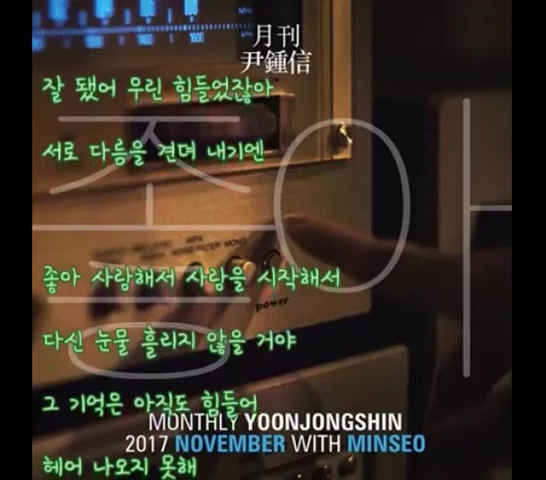 月刊
尹鍾信
잘 됐어 우린 힘들었잖아
서로 다름을 견뎌 내기엔
좋아
좋아 사랑해서 사랑을 시작해서
power
다신 눈물 흘리지 않을 거야
그 기억은 아직도 힘들어
MONTHLY YOONJONGSHIN
2017 NOVEMBER WITH MINSEO
헤어 나오지 못해